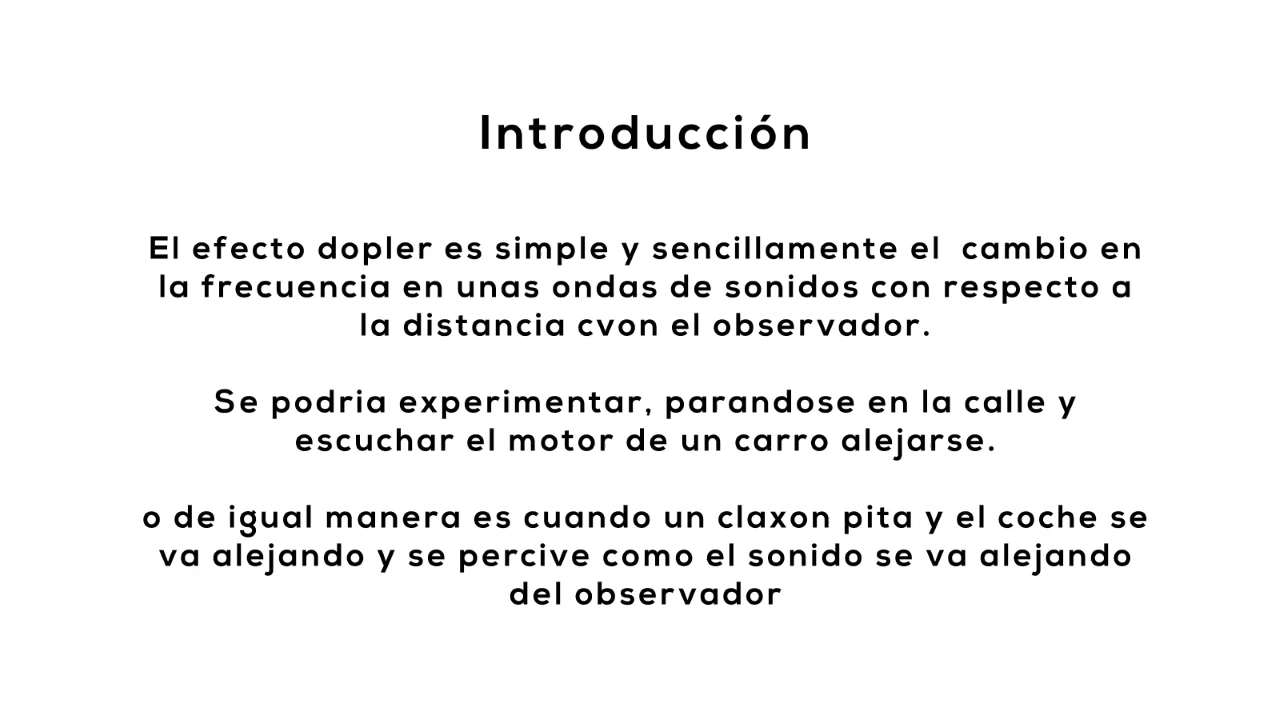 Introducción
El efecto dopler es simple y sencillamente el  cambio en
la frecuencia en unas ondas de sonidos con respecto a
la distancia cvon el observador.
Se podria experimentar, parandose en la calle y
escuchar el motor de un carro alejarse.
o de igual manera es cuando un claxon pita y el coche se
va alejando y se percive como el sonido se va alejando
del observador